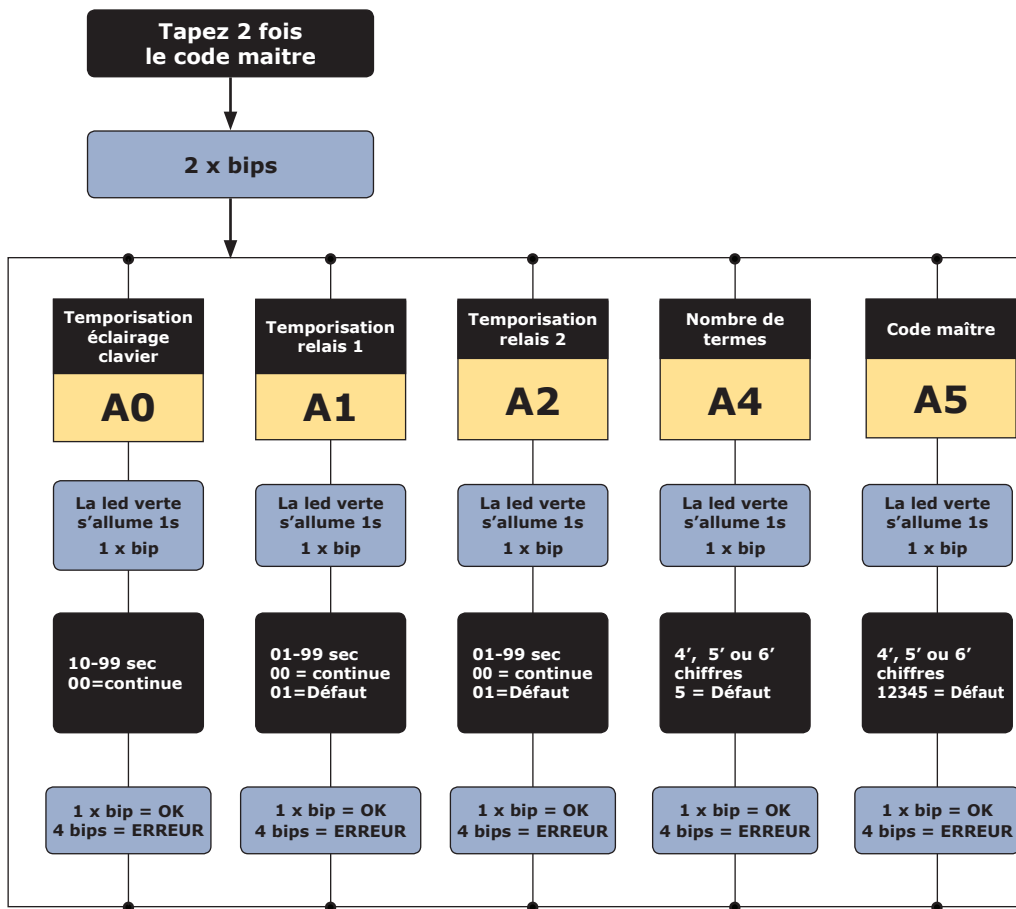 Tapez 2 fois
le code maitre
2 x bips
Temporisation
éclairage
clavier
A0
La led verte
s’allume 1s
1 x bip
10-99 sec
00=continue
1 x bip = OK
4 bips = ERREUR
Temporisation
relais 1
A1
La led verte
s’allume 1s
1 x bip
01-99 sec
00 = continue
01=Défaut
1 x bip = OK
4 bips = ERREUR
Temporisation
relais 2
A2
La led verte
s’allume 1s
1 x bip
01-99 sec
00 = continue
01=Défaut
1 x bip = OK
4 bips = ERREUR
Nombre de
termes
A4
La led verte
s’allume 1s
1 x bip
4’, 5’ ou 6’
chiffres
5 = Défaut
1 x bip = OK
4 bips = ERREUR
Code maître
A5
La led verte
s’allume 1s
1 x bip
4’, 5’ ou 6’
chiffres
12345 = Défaut
1 x bip = OK
4 bips = ERREUR